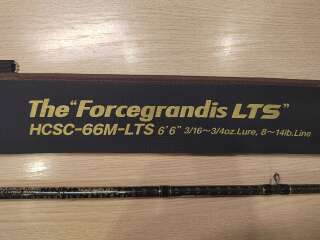 The "Forcegrandis LTS"
HCSC-66M-LTS 6'6" 3/16~3/4oz.Lure, 8~14lb.Line